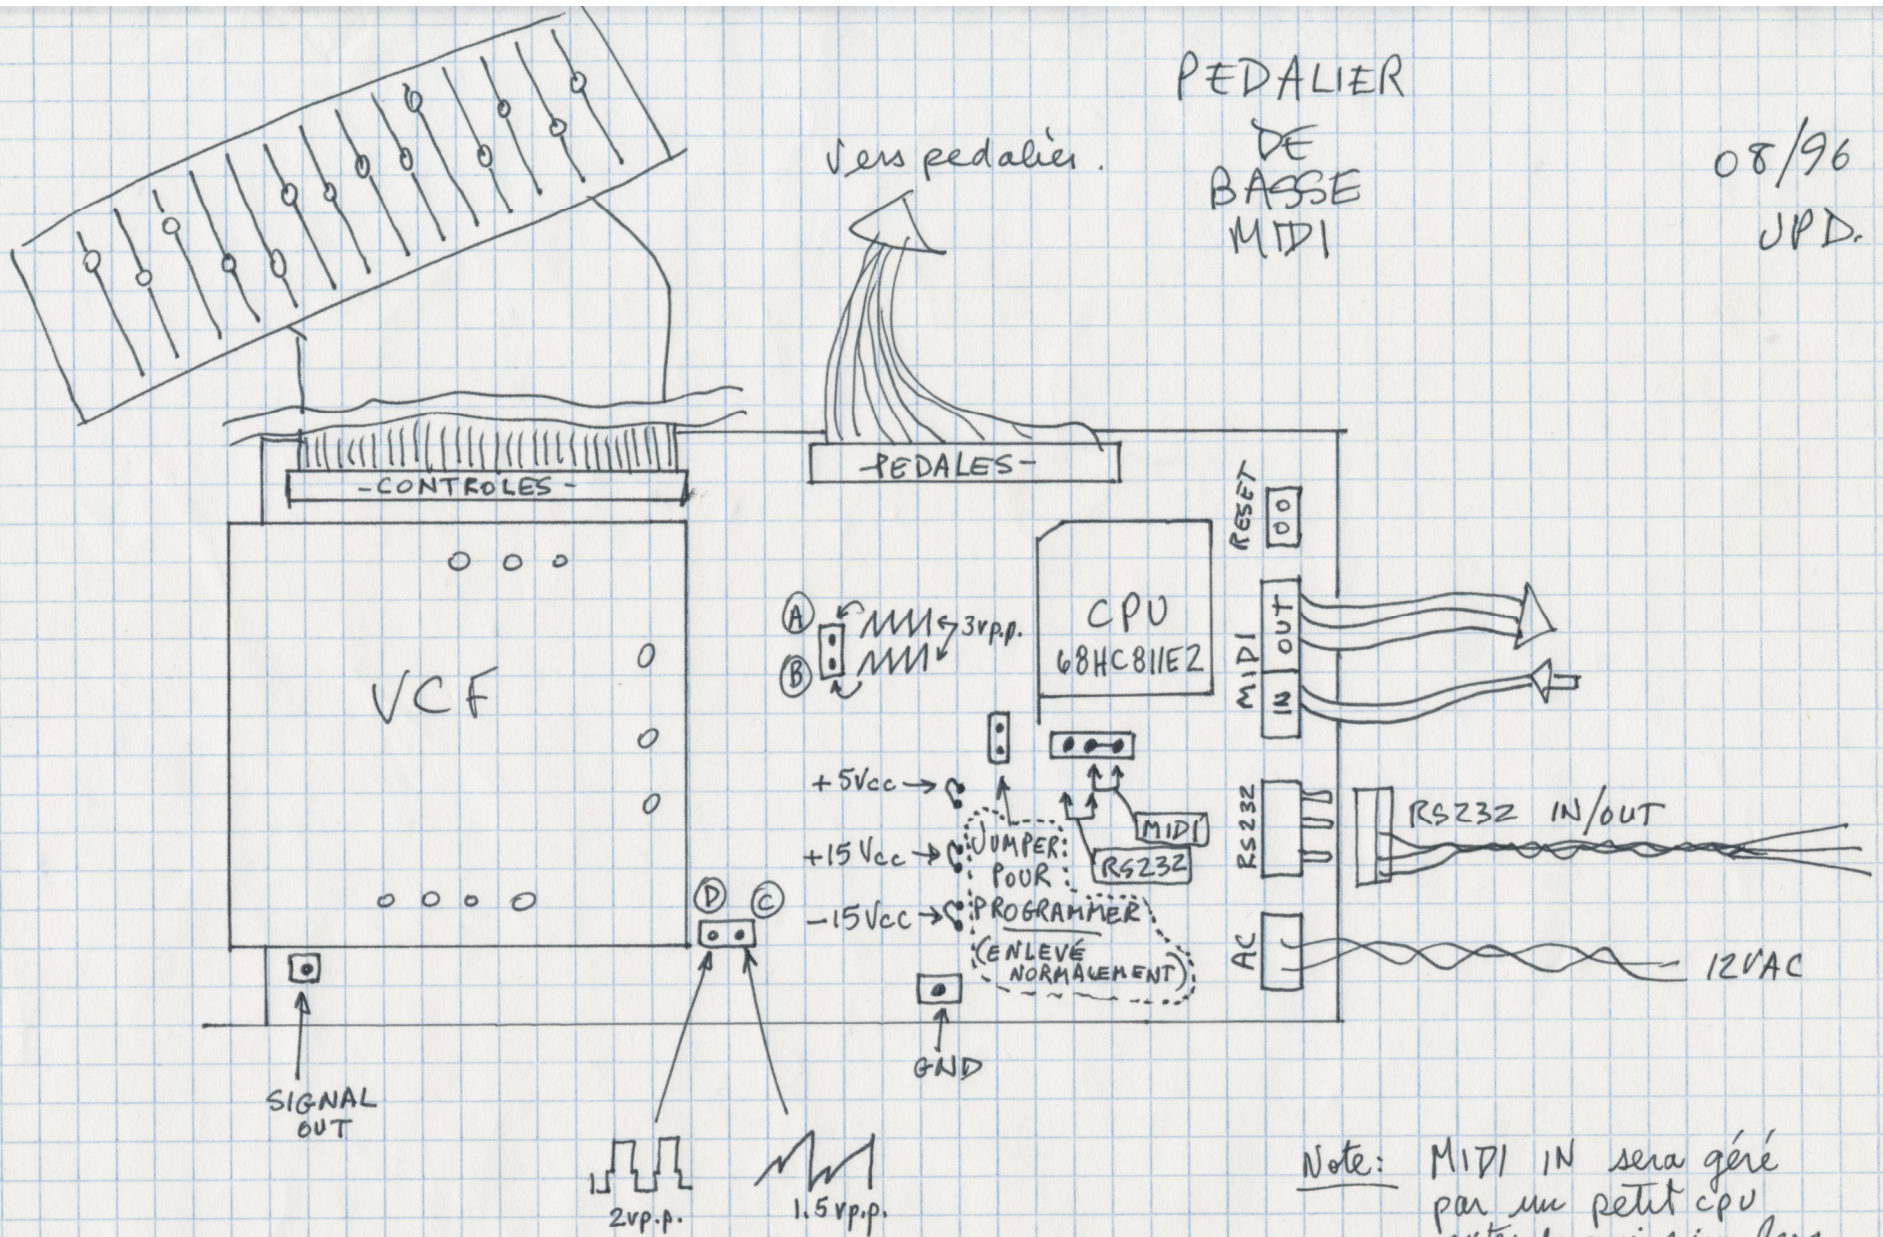 PEDALIER
DE
BASSE
MIDI
08/96
JPD.
Vers pedalier.
-CONTROLES-
-PEDALES-
RESET
VCF
A
B
3vp.p.
CPU
68HC811E2
MIDI
OUT
IN
+5Vcc
+15Vcc
-15Vcc
JUMPER
POUR
PROGRAMMER
(ENLEVÉ
NORMALEMENT)
MIDI
RS232
RS232
RS232 IN/OUT
AC
12VAC
D
C
SIGNAL
OUT
GND
2vp.p.
1.5vp.p.
Note: MIDI IN sera géré
par un petit cpu